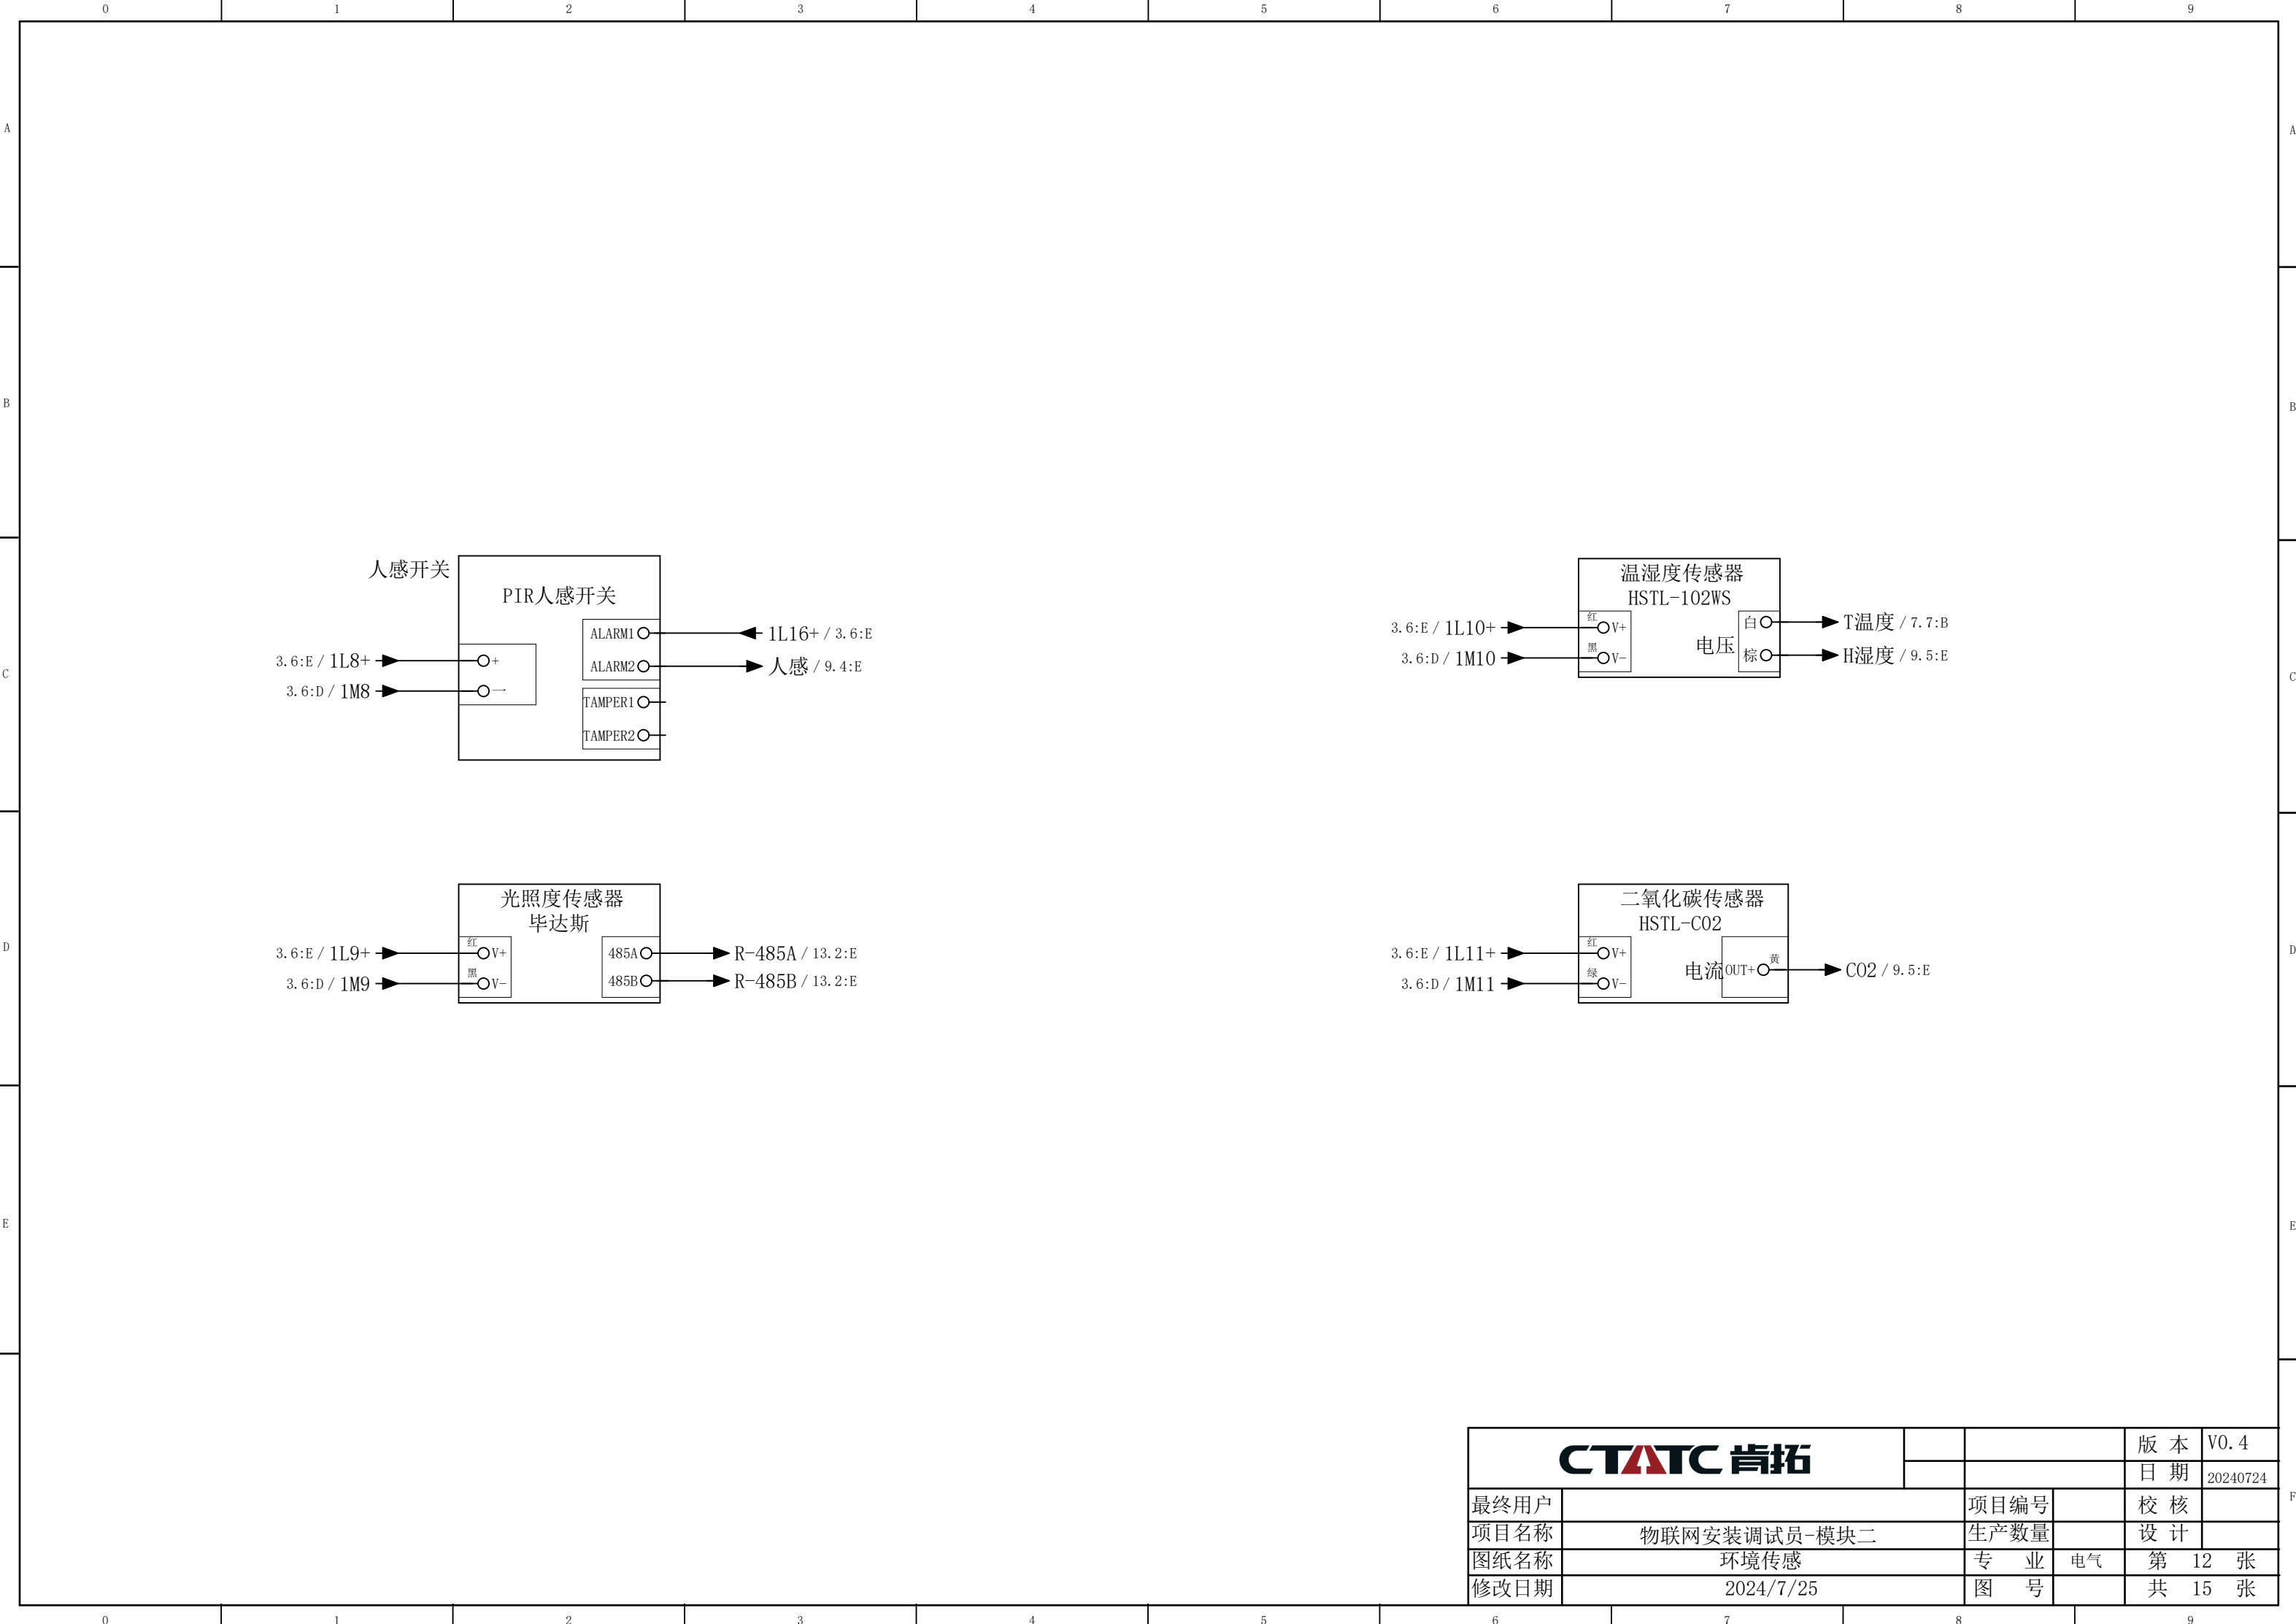 0 1 2 3 4 5 6 7 8 9
A A
B B
人感开关
PIR人感开关
ALARM1
1L16+ / 3.6:E
ALARM2
人感 / 9.4:E
3.6:E / 1L8+
+
3.6:D / 1M8
—
TAMPER1
TAMPER2
温湿度传感器
HSTL-102WS
3.6:E / 1L10+
红
V+
3.6:D / 1M10
黑
V-
电压
白
T温度 / 7.7:B
棕
H湿度 / 9.5:E
C C
光照度传感器
毕达斯
3.6:E / 1L9+
红
V+
3.6:D / 1M9
黑
V-
485A
R-485A / 13.2:E
485B
R-485B / 13.2:E
二氧化碳传感器
HSTL-CO2
3.6:E / 1L11+
红
V+
3.6:D / 1M11
绿
V-
电流
OUT+
黄
CO2 / 9.5:E
D D
E E
F
CTATC 肯拓
版 本 V0.4
日 期 20240724
最终用户 项目编号 校 核
项目名称 物联网安装调试员-模块二 生产数量 设 计
图纸名称 环境传感 专 业 电气 第 12 张
修改日期 2024/7/25 图 号 共 15 张
0 1 2 3 4 5 6 7 8 9